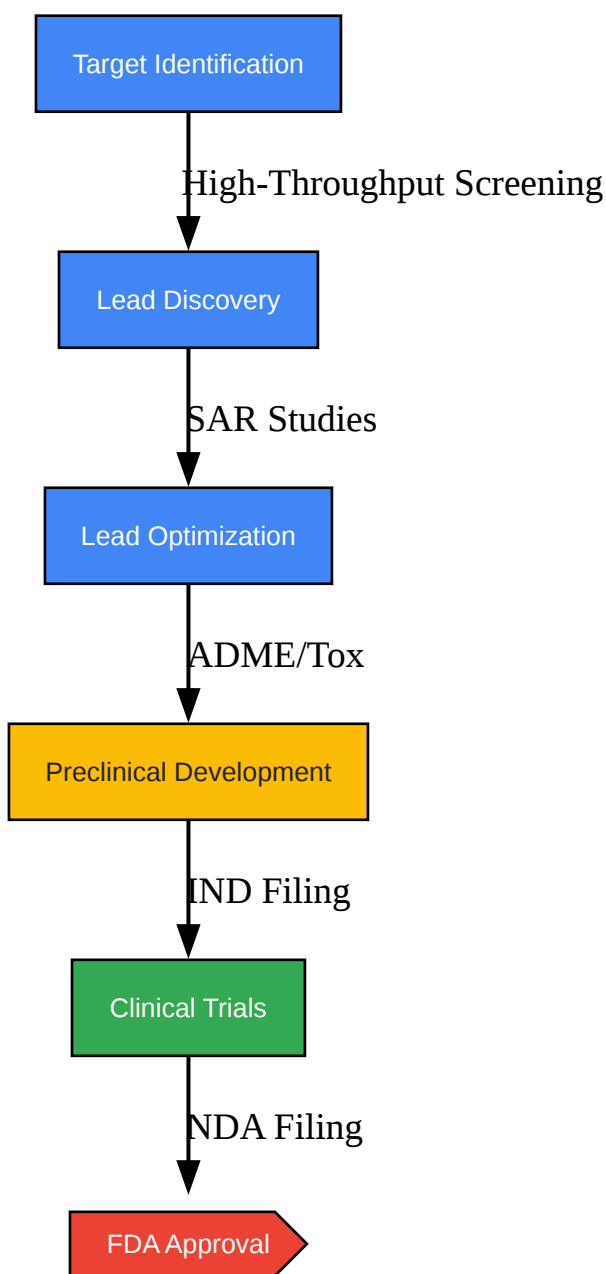 Target Identification
High-Throughput Screening
Lead Discovery
SAR Studies
Lead Optimization
ADME/Tox
Preclinical Development
IND Filing
Clinical Trials
NDA Filing
FDA Approval